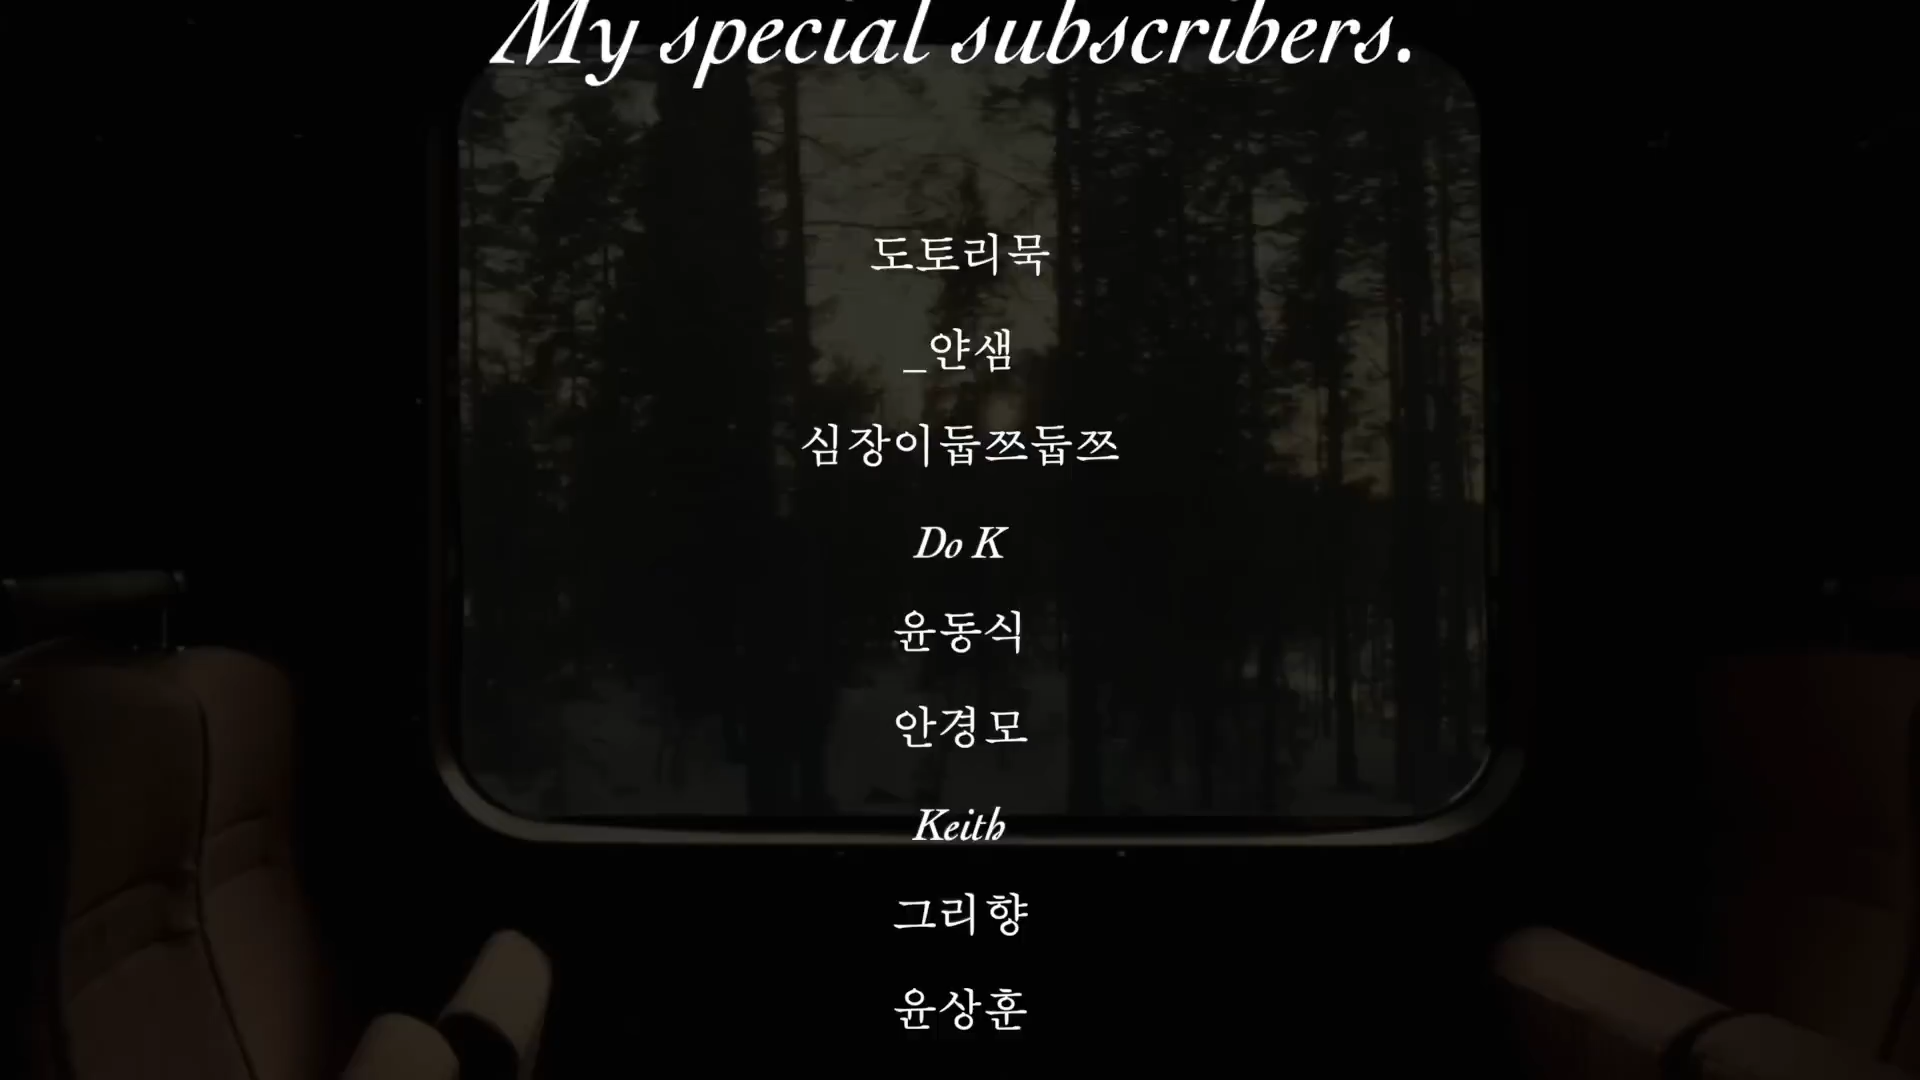 My special subscribers.
도토리묵
_얀샘
심장이둡쯔둡쯔
Do K
윤동식
안경모
Keith
그리향
윤상훈